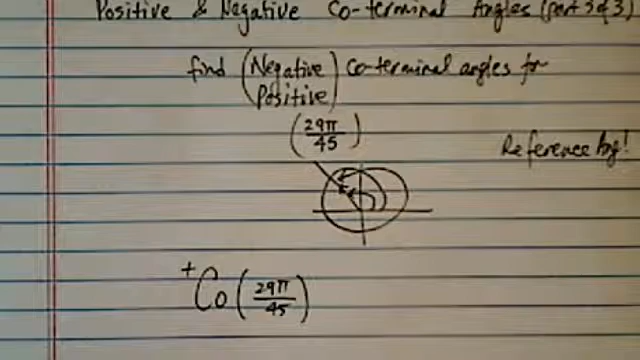 Positive & Negative Co-terminal Angles (part 3 of 3)
find (Negative Positive) Co-terminal angles for
(29π/45)
Reference
+Co(29π/45)